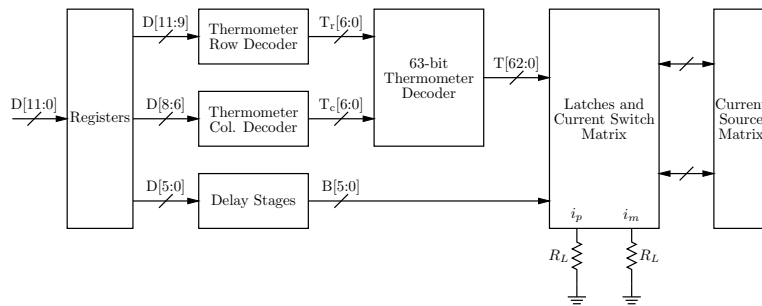 D[11:0]
Registers
D[11:9]
Thermometer
Row Decoder
T_r[6:0]
D[8:6]
Thermometer
Col. Decoder
T_c[6:0]
63-bit
Thermometer
Decoder
T[62:0]
D[5:0]
Delay Stages
B[5:0]
Latches and
Current Switch
Matrix
i_p
i_m
R_L
R_L
Current
Source
Matrix